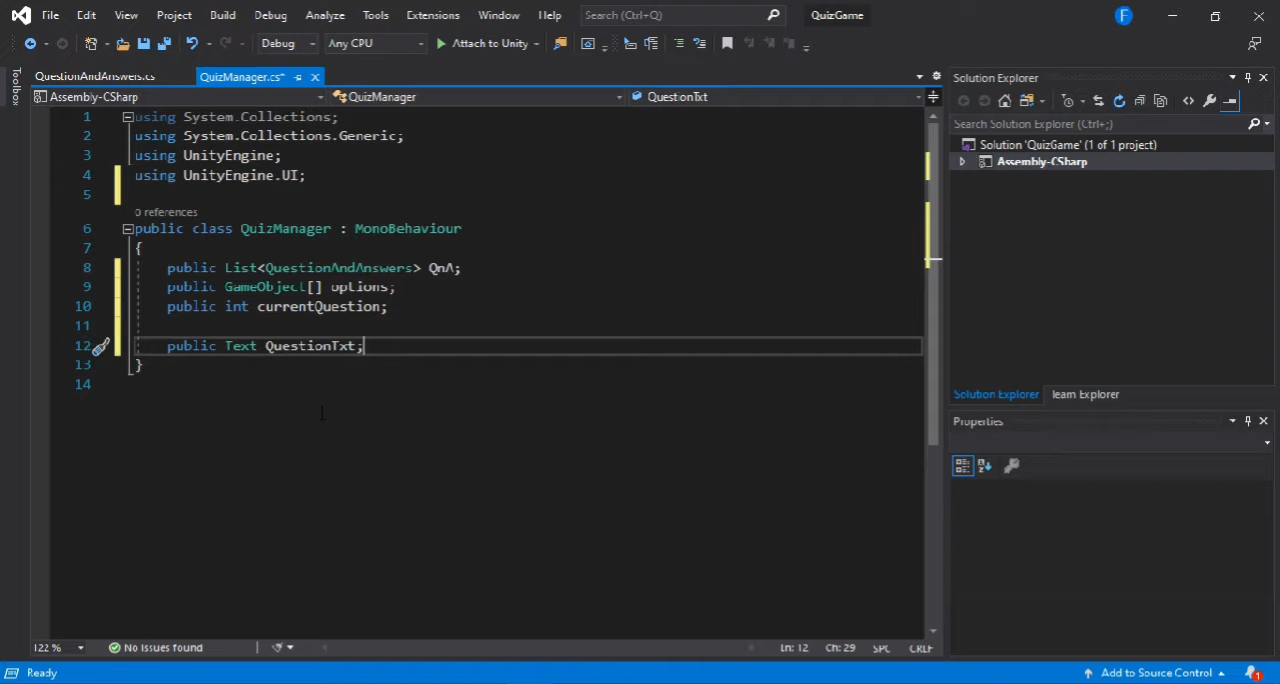 File Edit View Project Build Debug Analyze Tools Extensions Window Help Search (Ctrl+Q) QuizGame F
Debug Any CPU Attach to Unity
Toolbox
QuestionAndAnswers.cs QuizManager.cs*
Assembly-CSharp QuizManager QuestionTxt
1 using System.Collections;
2 using System.Collections.Generic;
3 using UnityEngine;
4 using UnityEngine.UI;
5
0 references
6 public class QuizManager : MonoBehaviour
7 {
8 public List<QuestionAndAnswers> QnA;
9 public GameObject[] options;
10 public int currentQuestion;
11
12 public Text QuestionTxt;
13 }
14
122 % No issues found Ln: 12 Ch: 29 SPC CRLF
Solution Explorer
Search Solution Explorer (Ctrl+;)
Solution 'QuizGame' (1 of 1 project)
Assembly-CSharp
Solution Explorer Team Explorer
Properties
Ready Add to Source Control 1